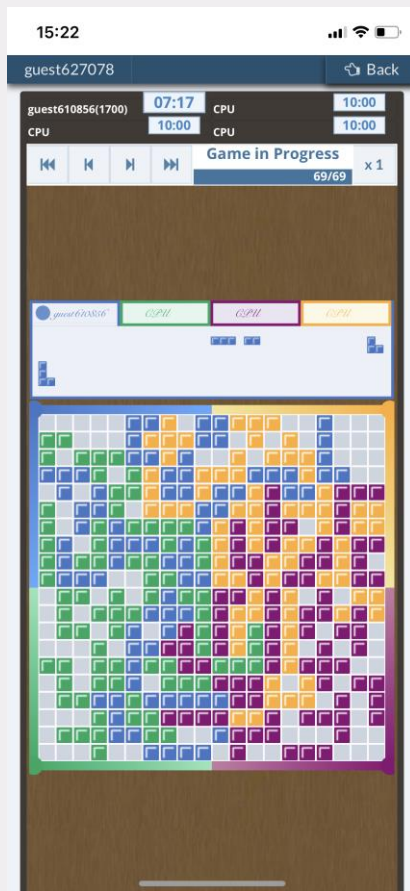 15:22
guest627078 Back
guest610856(1700) 07:17 CPU 10:00
CPU 10:00 CPU 10:00
Game in Progress
69/69
x 1
guest610856 CPU CPU CPU